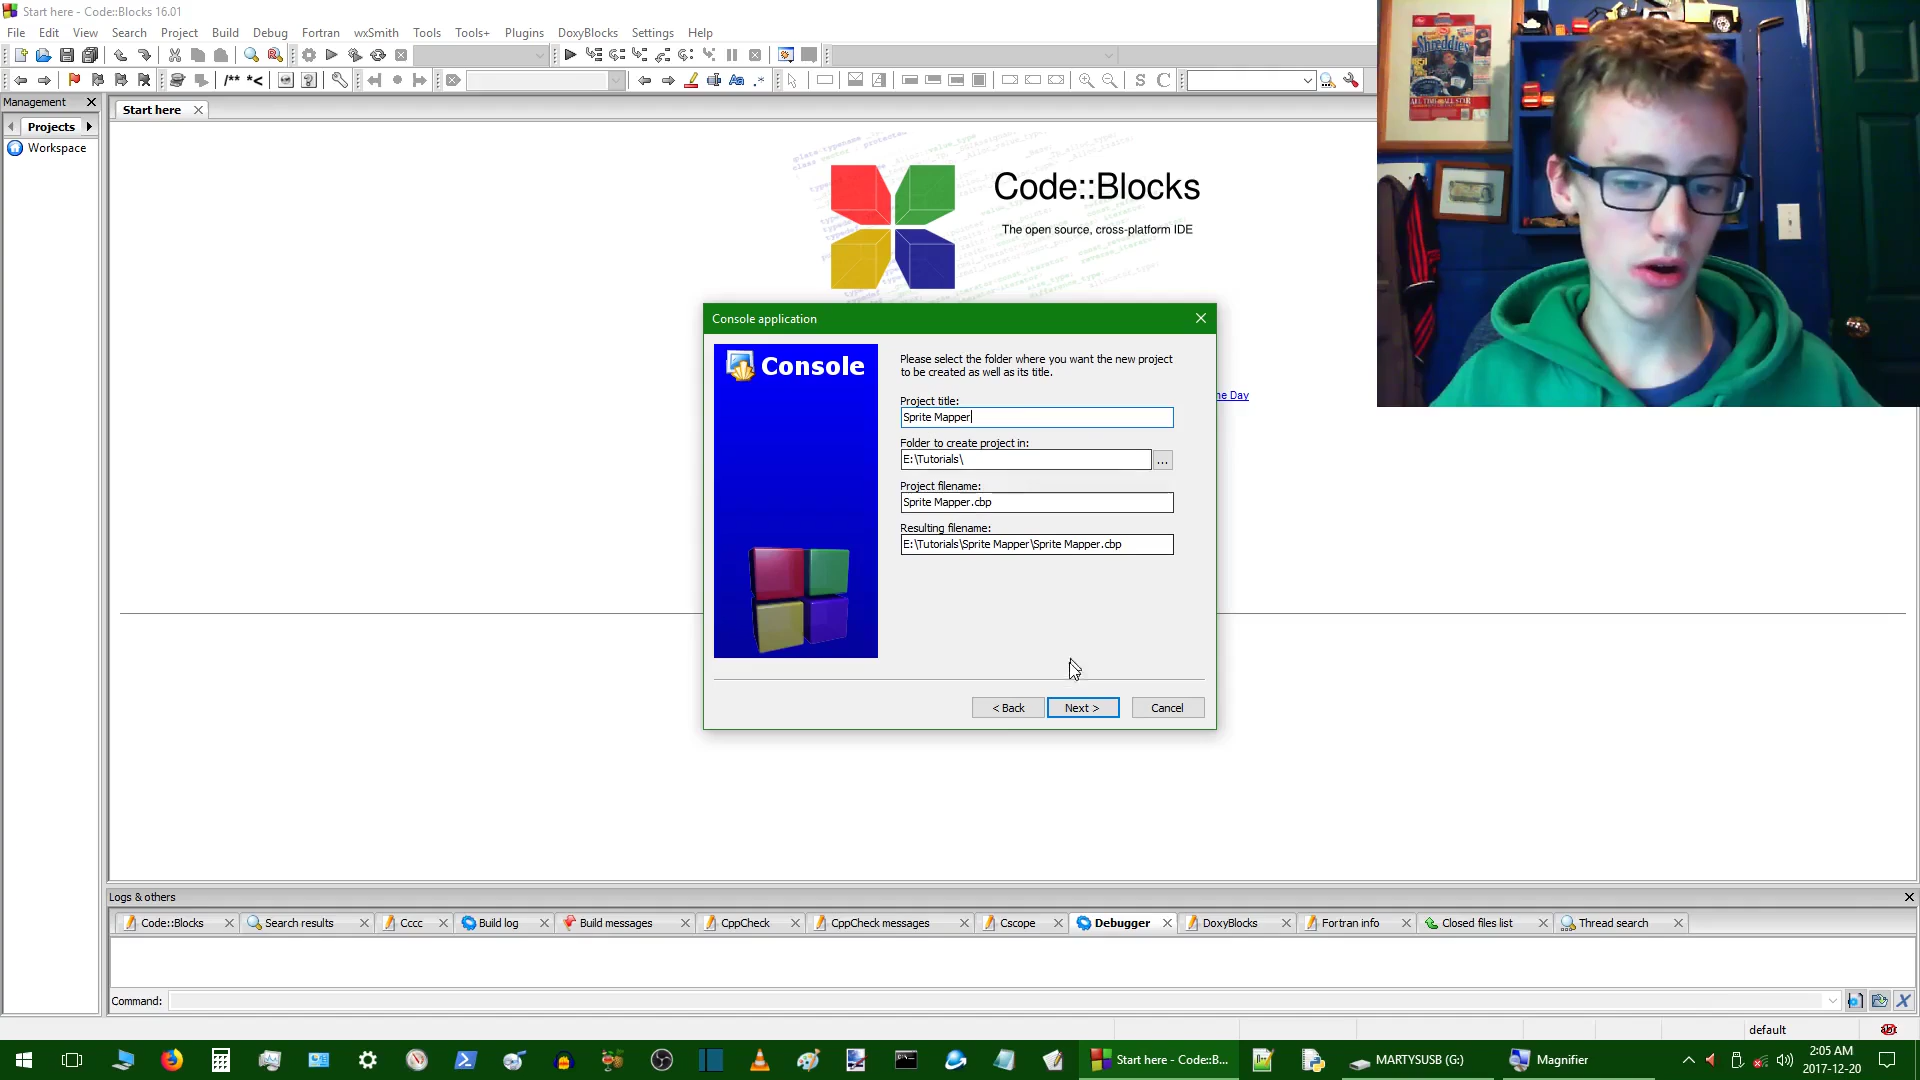 Start here - Code::Blocks 16.01
File Edit View Search Project Build Debug Fortran wxSmith Tools Tools+ Plugins DoxyBlocks Settings Help
Management
Start here
Projects
Workspace
Code::Blocks
The open source, cross-platform IDE
Shreddles
Console application
Console
Please select the folder where you want the new project
to be created as well as its title.
Project title:
Sprite Mapper
Folder to create project in:
E:\Tutorials\
...
Project filename:
Sprite Mapper.cbp
Resulting filename:
E:\Tutorials\Sprite Mapper\Sprite Mapper.cbp
< Back Next > Cancel
Logs & others
Code::Blocks Search results Cccc Build log Build messages CppCheck CppCheck messages Cscope Debugger DoxyBlocks Fortran info Closed files list Thread search
Command:
default
Start here - Code::B... MARTYSUSB (G:) Magnifier
2:05 AM
2017-12-20